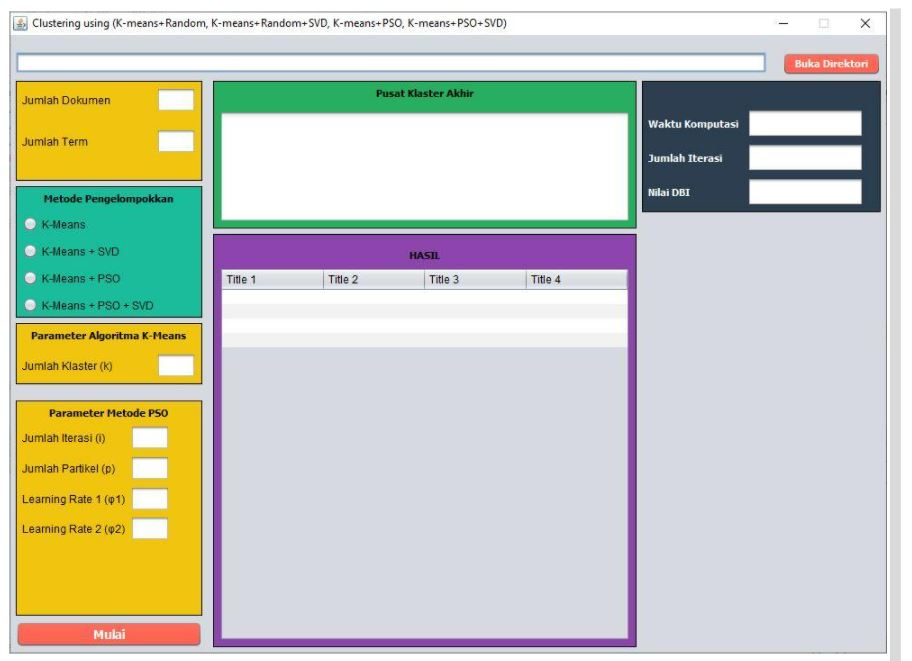 Clustering using (K-means+Random, K-means+Random+SVD, K-means+PSO, K-means+PSO+SVD)
Buka Direktori
Jumlah Dokumen
Jumlah Term
Metode Pengelompokkan
K-Means
K-Means + SVD
K-Means + PSO
K-Means + PSO + SVD
Parameter Algoritma K-Means
Jumlah Klaster (k)
Parameter Metode PSO
Jumlah Iterasi (i)
Jumlah Partikel (p)
Learning Rate 1 (φ1)
Learning Rate 2 (φ2)
Mulai
Pusat Klaster Akhir
HASIL
Title 1 Title 2 Title 3 Title 4
Waktu Komputasi
Jumlah Iterasi
Nilai DBI